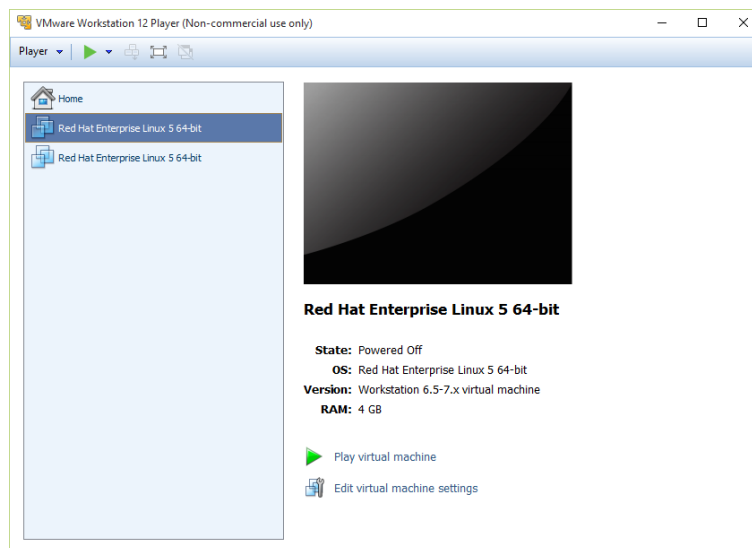 VMware Workstation 12 Player (Non-commercial use only)
Player
Home
Red Hat Enterprise Linux 5 64-bit
Red Hat Enterprise Linux 5 64-bit
Red Hat Enterprise Linux 5 64-bit
State: Powered Off
OS: Red Hat Enterprise Linux 5 64-bit
Version: Workstation 6.5-7.x virtual machine
RAM: 4 GB
Play virtual machine
Edit virtual machine settings